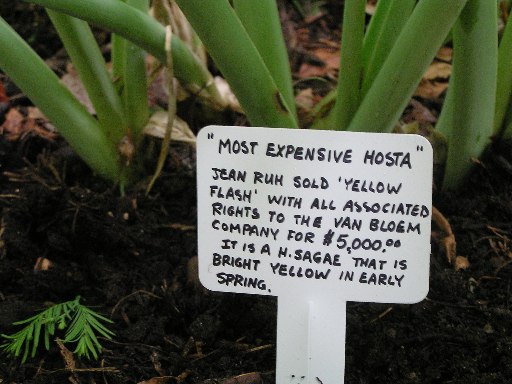 "MOST EXPENSIVE HOSTA"
JEAN RUH SOLD 'YELLOW
FLASH' WITH ALL ASSOCIATED
RIGHTS TO THE VAN BLOEM
COMPANY FOR $5,000.00
IT IS A H. SAGAE THAT IS
BRIGHT YELLOW IN EARLY
SPRING.